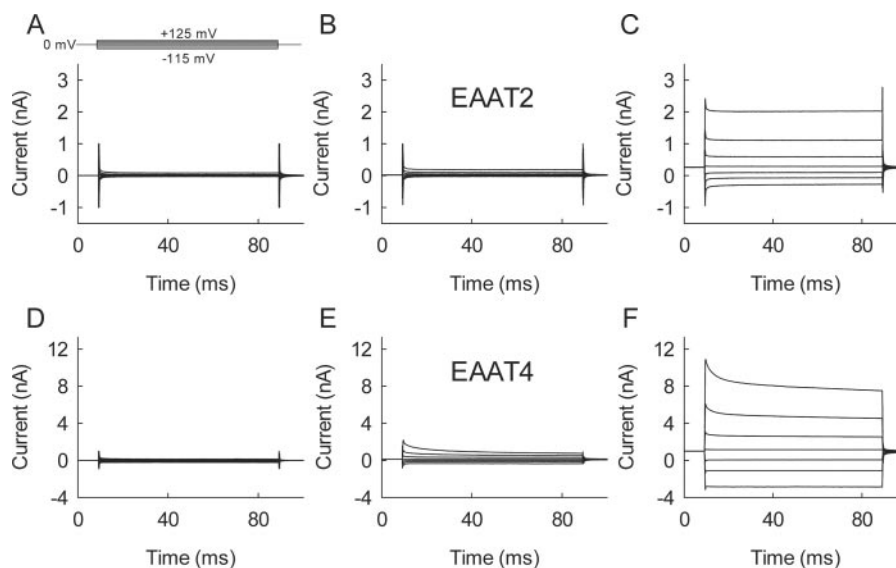 A
B
C
+125 mV
0 mV
-115 mV
EAAT2
Current (nA)
3
2
1
0
-1
0 40 80
Time (ms)
Current (nA)
3
2
1
0
-1
0 40 80
Time (ms)
Current (nA)
3
2
1
0
-1
0 40 80
Time (ms)
D
E
F
EAAT4
Current (nA)
12
8
4
0
-4
0 40 80
Time (ms)
Current (nA)
12
8
4
0
-4
0 40 80
Time (ms)
Current (nA)
12
8
4
0
-4
0 40 80
Time (ms)